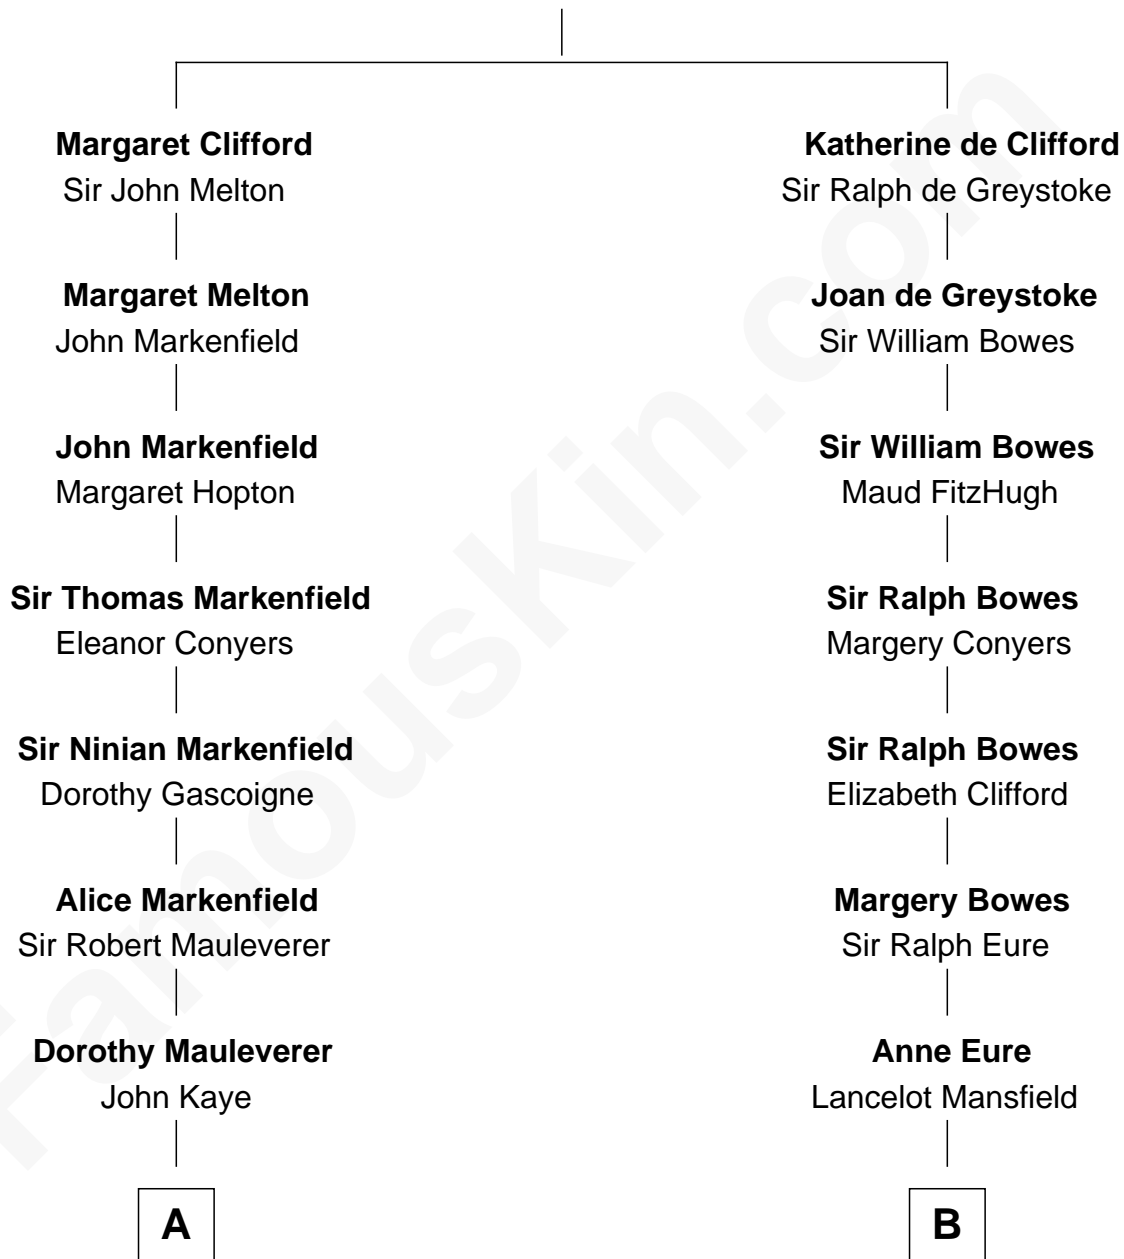 Margaret Clifford
Sir John Melton
Katherine de Clifford
Sir Ralph de Greystoke
Margaret Melton
John Markenfield
Joan de Greystoke
Sir William Bowes
John Markenfield
Margaret Hopton
Sir William Bowes
Maud FitzHugh
Sir Thomas Markenfield
Eleanor Conyers
Sir Ralph Bowes
Margery Conyers
Sir Ninian Markenfield
Dorothy Gascoigne
Sir Ralph Bowes
Elizabeth Clifford
Alice Markenfield
Sir Robert Mauleverer
Margery Bowes
Sir Ralph Eure
Dorothy Mauleverer
John Kaye
Anne Eure
Lancelot Mansfield
A
B
FamousKin.com